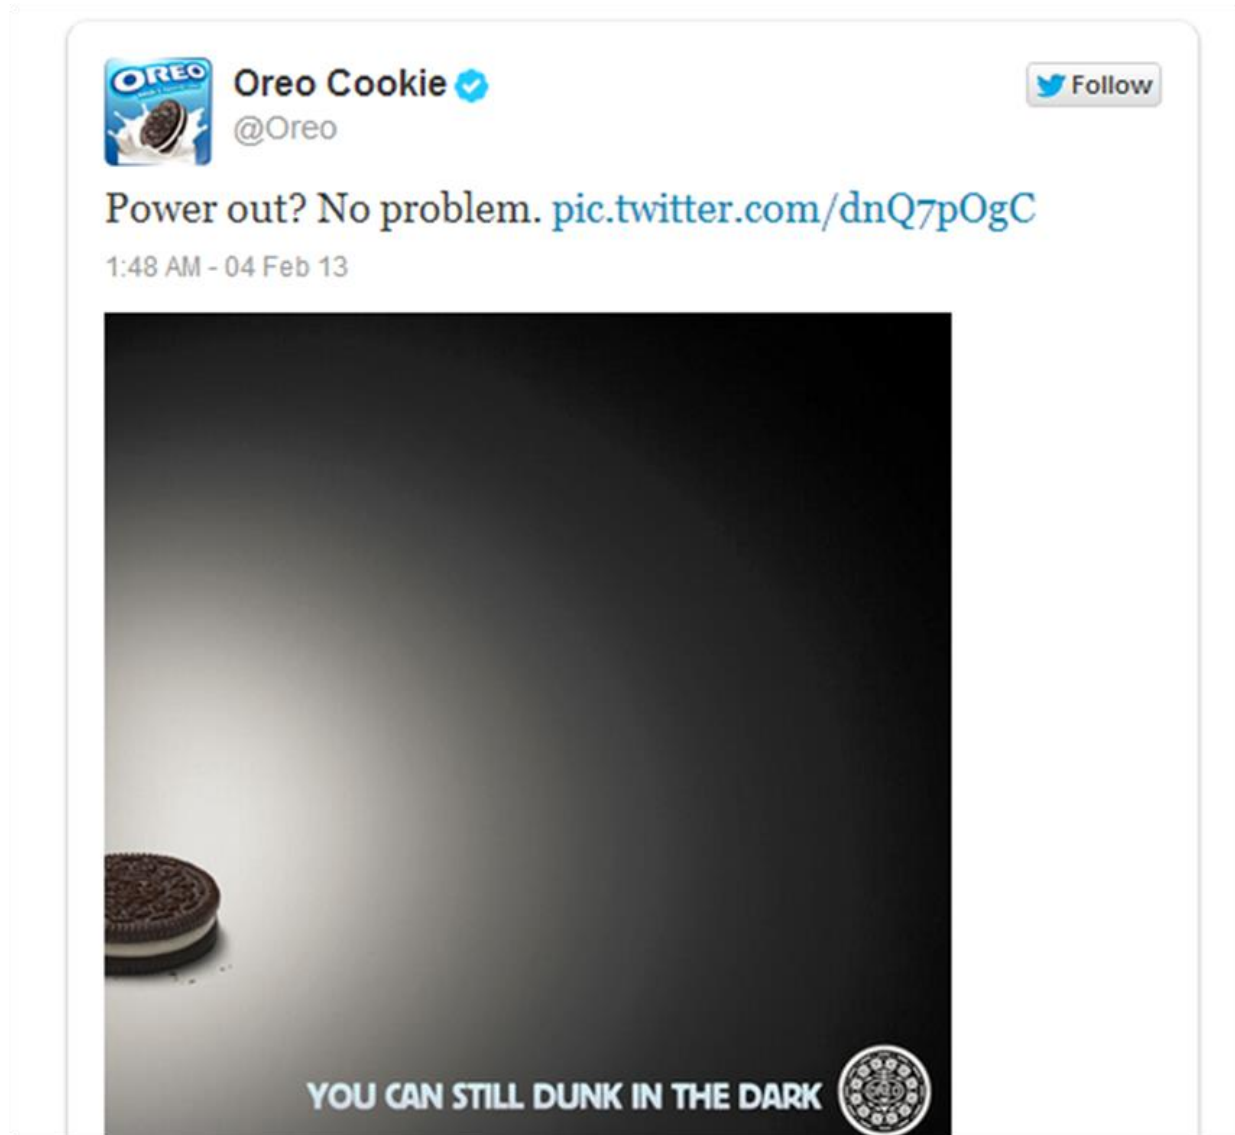 OREO
Oreo Cookie
@Oreo
Follow
Power out? No problem. pic.twitter.com/dnQ7pOgC
1:48 AM - 04 Feb 13
YOU CAN STILL DUNK IN THE DARK
OREO